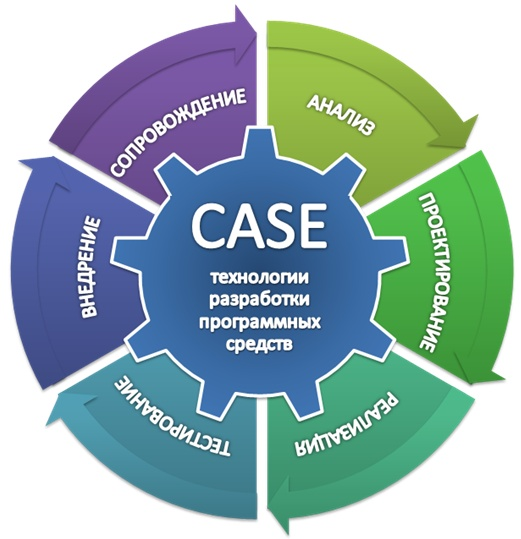 АНАЛИЗ
ПРОЕКТИРОВАНИЕ
РЕАЛИЗАЦИЯ
ТЕСТИРОВАНИЕ
ВНЕДРЕНИЕ
СОПРОВОЖДЕНИЕ
CASE
технологии
разработки
программных
средств